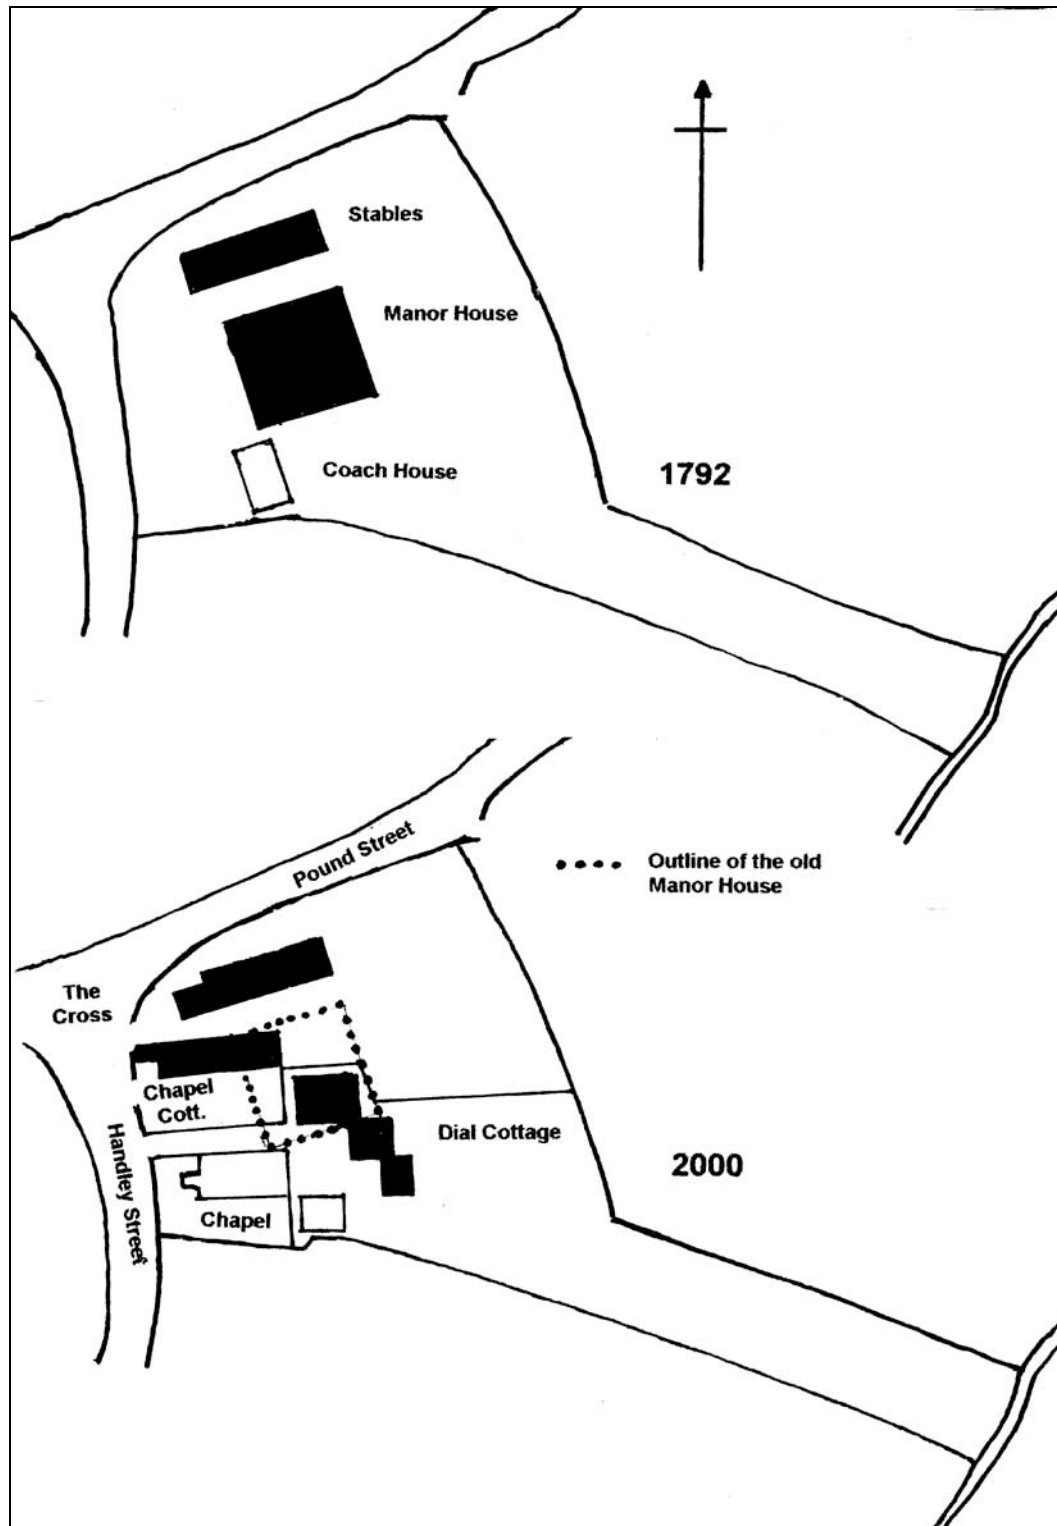 Stables
Manor House
Coach House
1792
Pound Street
Outline of the old
Manor House
The
Cross
Chapel
Cott.
Dial Cottage
2000
Handley Street
Chapel